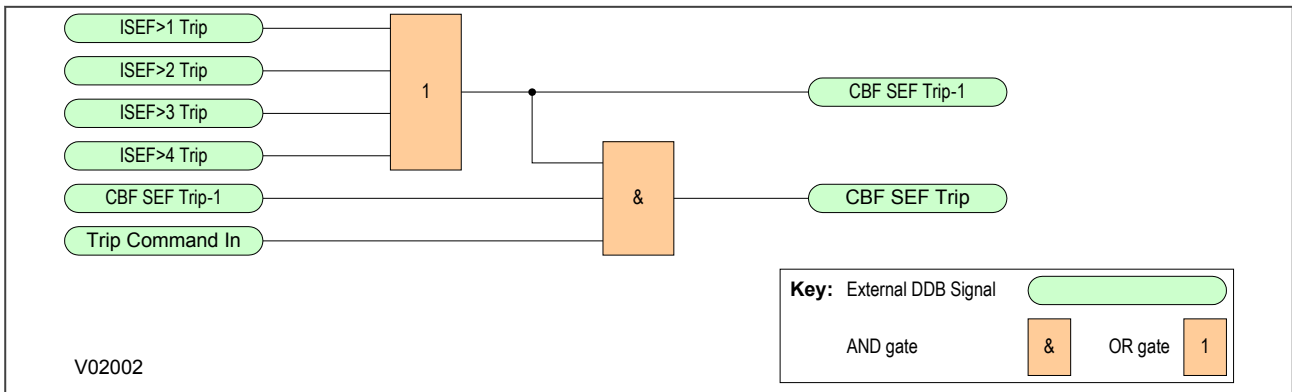 ISEF>1 Trip
ISEF>2 Trip
ISEF>3 Trip
ISEF>4 Trip
CBF SEF Trip-1
Trip Command In
1
&
CBF SEF Trip-1
CBF SEF Trip
Key: External DDB Signal
AND gate & OR gate 1
V02002